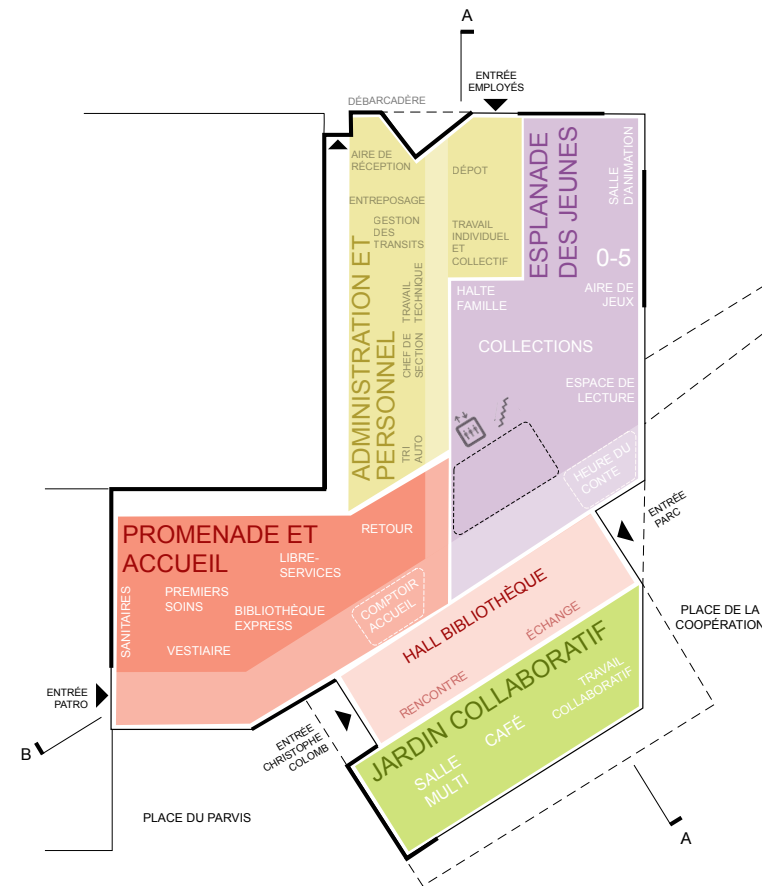 A
ENTRÉE
EMPLOYÉS
DÉBARCADÈRE
AIRE DE
RÉCEPTION
ENTREPOSAGE
GESTION
DES
TRANSITS
ADMINISTRATION ET
PERSONNEL
TRAVAIL
TECHNIQUE
CHEF DE
SECTION
TRI
AUTO
DÉPOT
TRAVAIL
INDIVIDUEL
ET
COLLECTIF
ESPLANADE
DES JEUNES
SALLE
D'ANIMATION
0-5
AIRE DE
JEUX
HALTE
FAMILLE
COLLECTIONS
ESPACE DE
LECTURE
HEURE DU
CONTE
ENTRÉE
PARC
PROMENADE ET
ACCUEIL
RETOUR
LIBRE-
SERVICES
PREMIERS
SOINS
BIBLIOTHÈQUE
EXPRESS
SANITAIRES
VESTIAIRE
COMPTOIR
ACCUEIL
HALL BIBLIOTHÈQUE
RENCONTRE
ÉCHANGE
PLACE DE LA
COOPÉRATION
JARDIN COLLABORATIF
TRAVAIL
COLLABORATIF
CAFÉ
SALLE
MULTI
ENTRÉE
PATRO
ENTRÉE
CHRISTOPHE
COLOMB
B
PLACE DU PARVIS
A